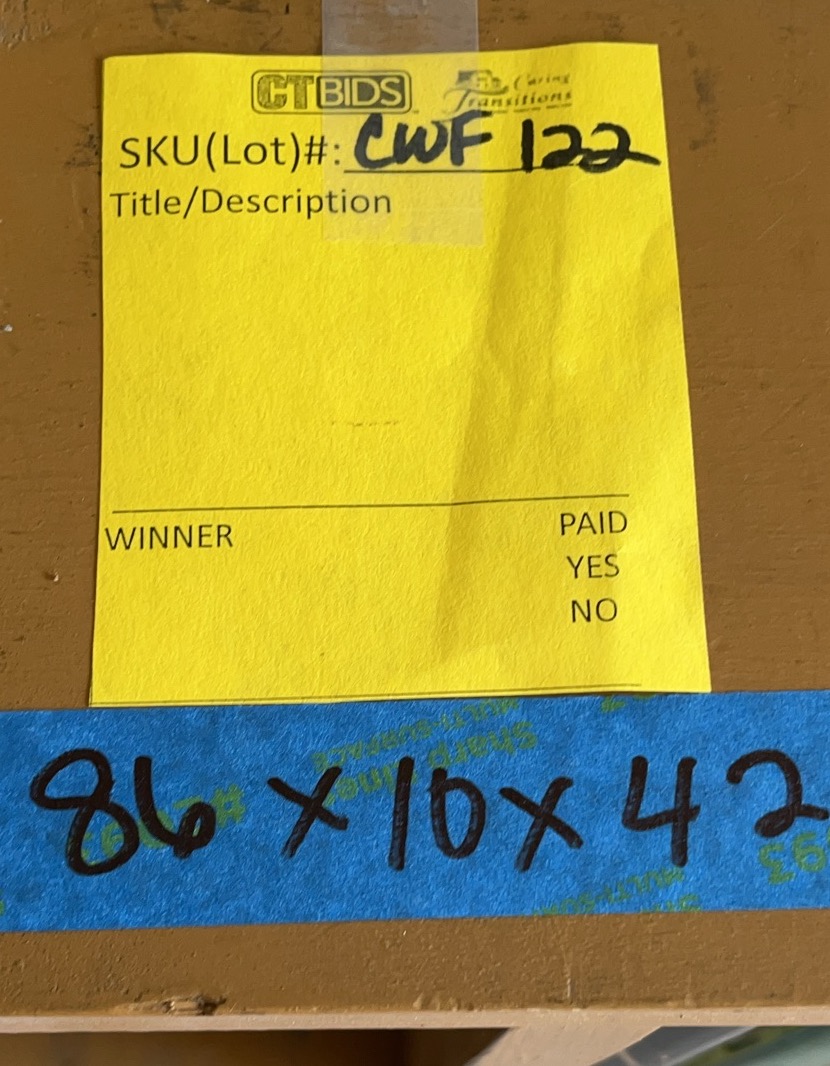 CTBIDS Caring Transitions
SKU(Lot)#: CWF 122
Title/Description
WINNER PAID
YES
NO
86 x 10 x 42